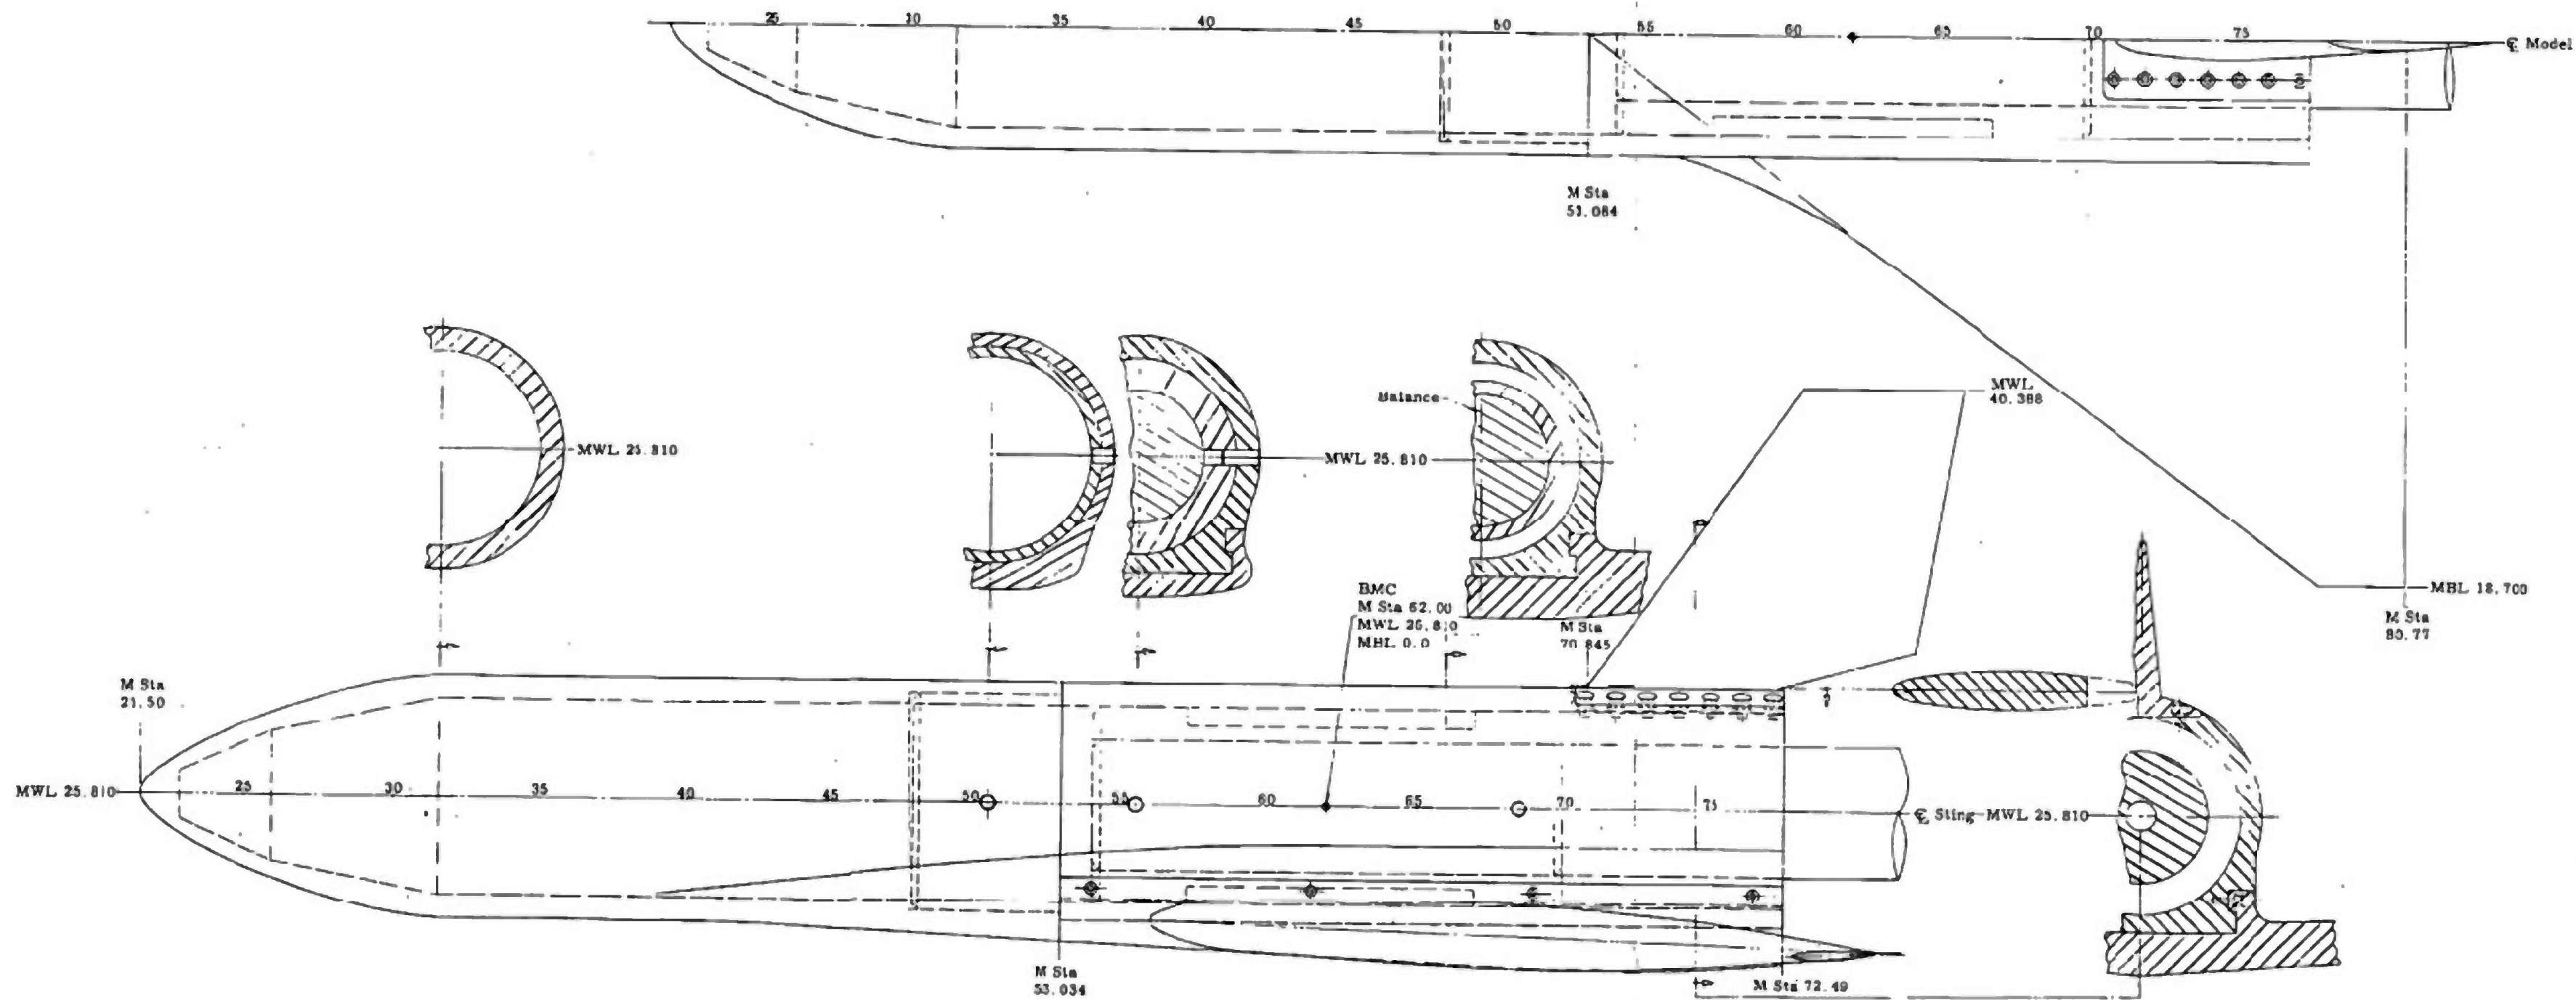 25 30 35 40 45 50 55 60 65 70 75
℄ Model
M Sta
51.084
MWL 25.810
MWL 25.810
Balance
MWL
40.388
MBL 18.700
M Sta
80.77
BMC
M Sta 62.00
MWL 25.810
MBL 0.0
M Sta
70.845
M Sta
21.50
MWL 25.810
25 30 35 40 45 50 55 60 65 70 75
℄ Sting MWL 25.810
M Sta
53.034
M Sta 72.49